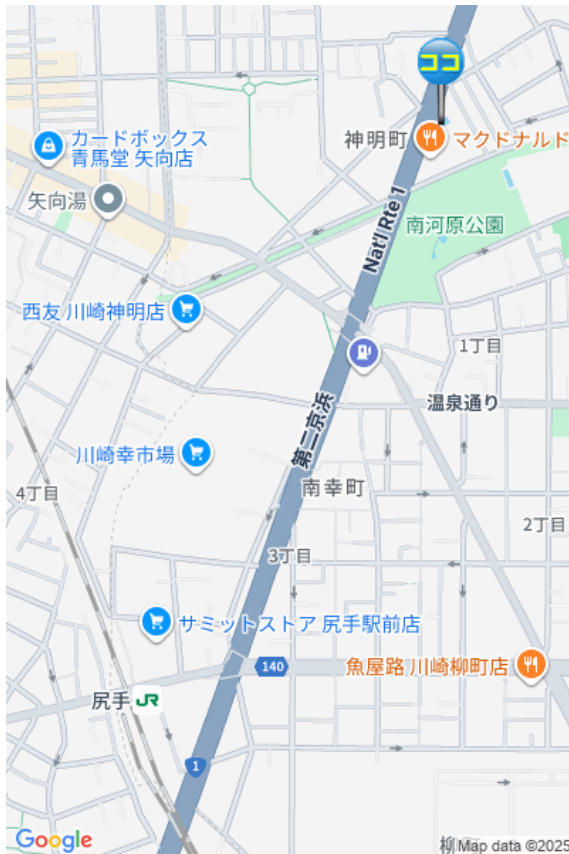 ココ
神明町
マクドナルド
カードボックス
青馬堂 矢向店
矢向湯
Nat'l Rte 1
南河原公園
西友 川崎神明店
1丁目
温泉通り
第二京浜
川崎幸市場
4丁目
南幸町
2丁目
3丁目
サミットストア 尻手駅前店
140
魚屋路 川崎柳町店
尻手 JR
1
Google
Map data ©2025